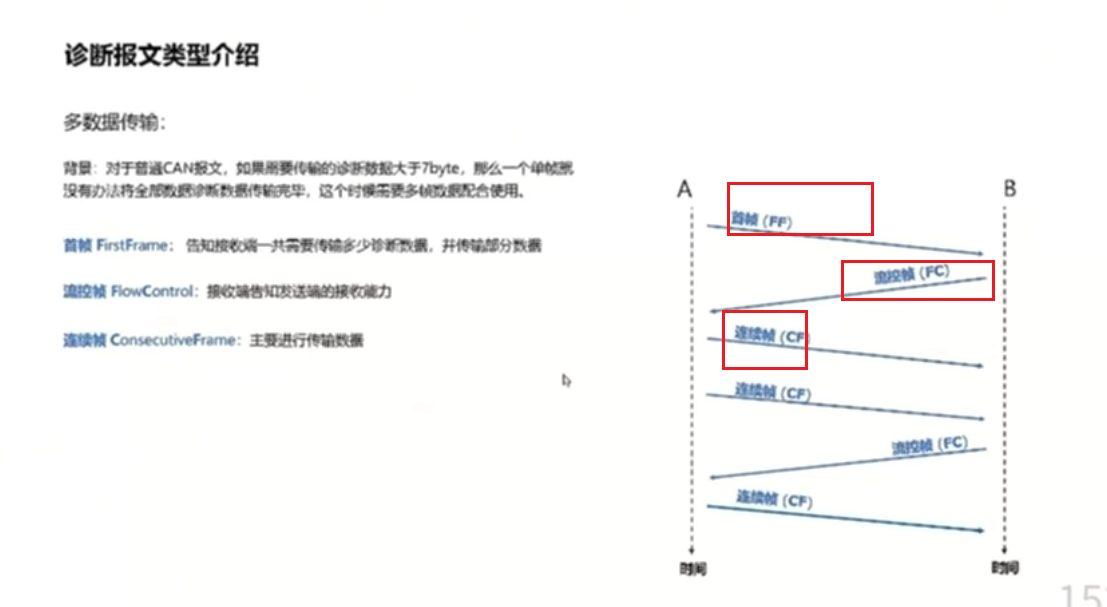 诊断报文类型介绍
多数据传输：
背景：对于普通CAN报文，如果需要传输的诊断数据大于7byte，那么一个单帧就
没有办法将全部数据诊断数据传输完毕，这个时候需要多帧数据配合使用。
首帧 FirstFrame： 告知接收端一共需要传输多少诊断数据，并传输部分数据
流控帧 FlowControl：接收端告知发送端的接收能力
连续帧 ConsecutiveFrame：主要进行传输数据
A
B
首帧 (FF)
流控帧 (FC)
连续帧 (CF)
连续帧 (CF)
流控帧 (FC)
连续帧 (CF)
时间
时间